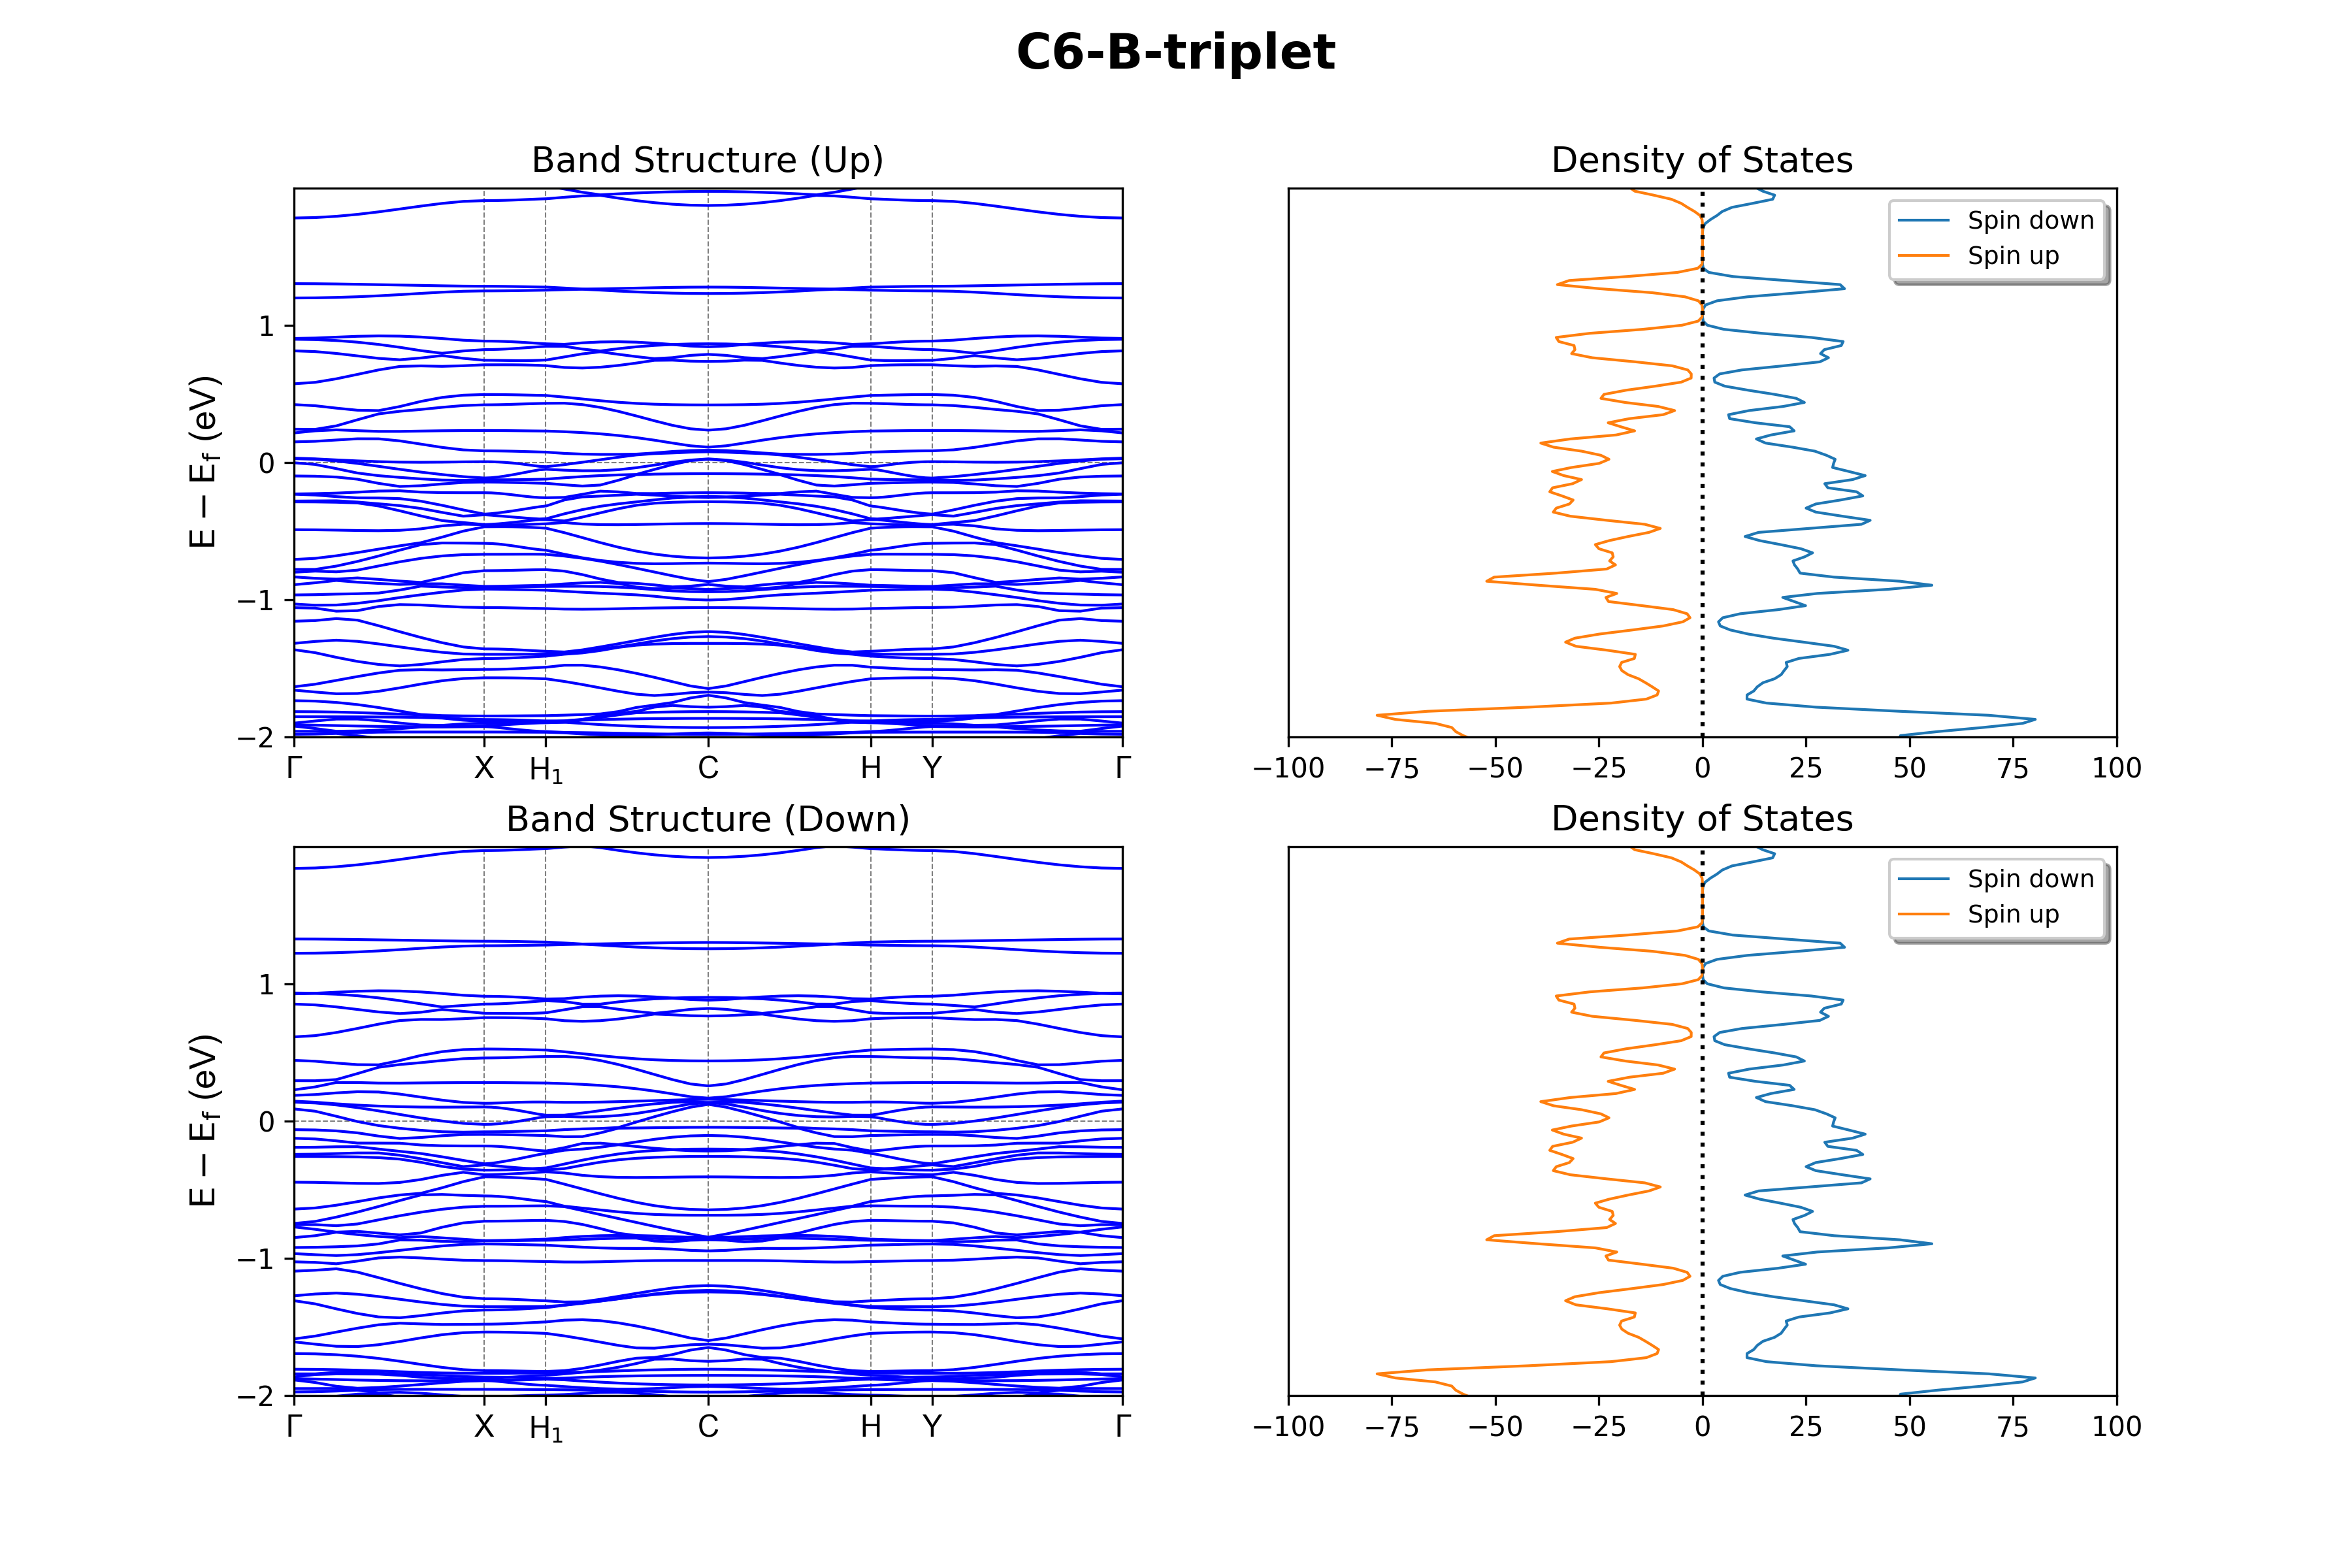 C6-B-triplet
Band Structure (Up)
E − E_f (eV)
1
0
−1
−2
Γ X H₁ C H Y Γ
Density of States
Spin down
Spin up
−100 −75 −50 −25 0 25 50 75 100
Band Structure (Down)
E − E_f (eV)
1
0
−1
−2
Γ X H₁ C H Y Γ
Density of States
Spin down
Spin up
−100 −75 −50 −25 0 25 50 75 100